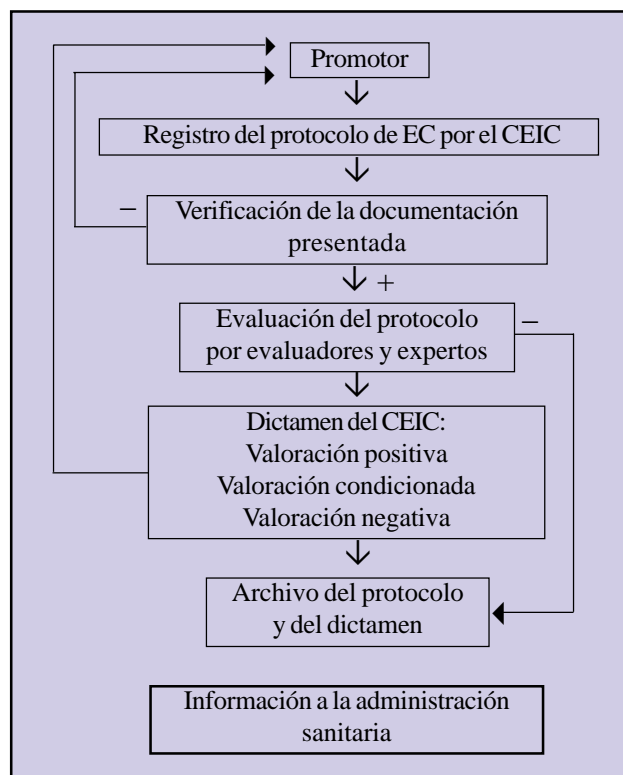 Promotor
Registro del protocolo de EC por el CEIC
–
Verificación de la documentación
presentada
+
Evaluación del protocolo
por evaluadores y expertos
–
Dictamen del CEIC:
Valoración positiva
Valoración condicionada
Valoración negativa
Archivo del protocolo
y del dictamen
Información a la administración
sanitaria